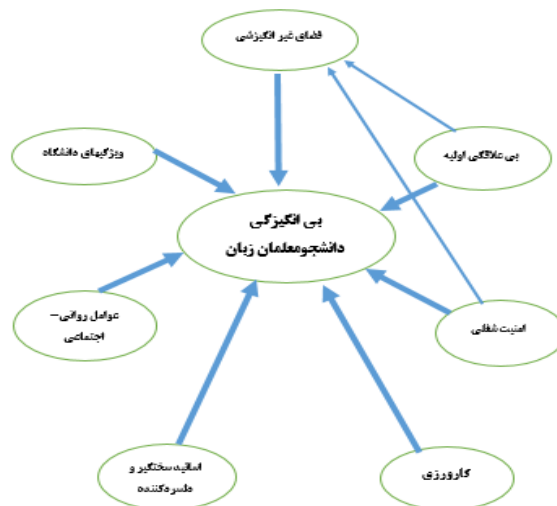 فضای غیر انگیزشی
ویژگیهای دانشگاه
بی علاقگی اولیه
بی انگیزگی
دانشجومعلمان زبان
عوامل روانی-
اجتماعی
امنیت شغلی
اساتید سختگیر و
دلسردکننده
کارورزی